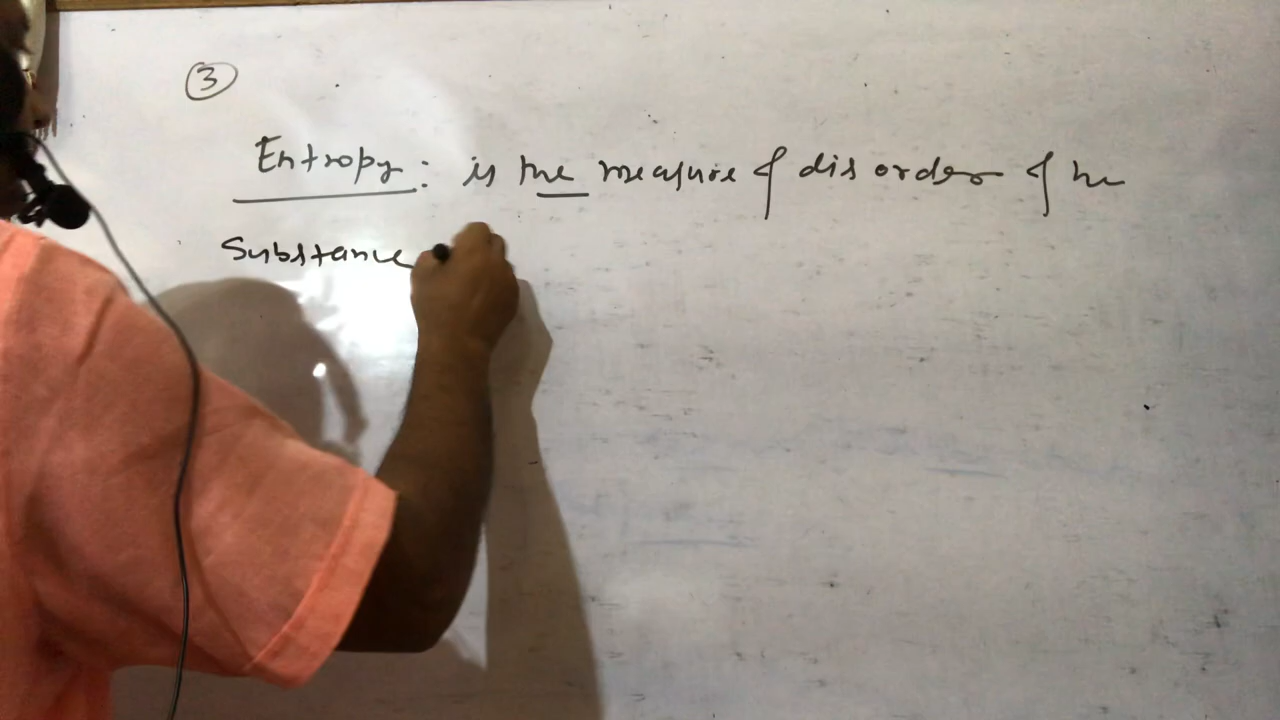 3
Entropy: is the measure of disorder of the
Substance